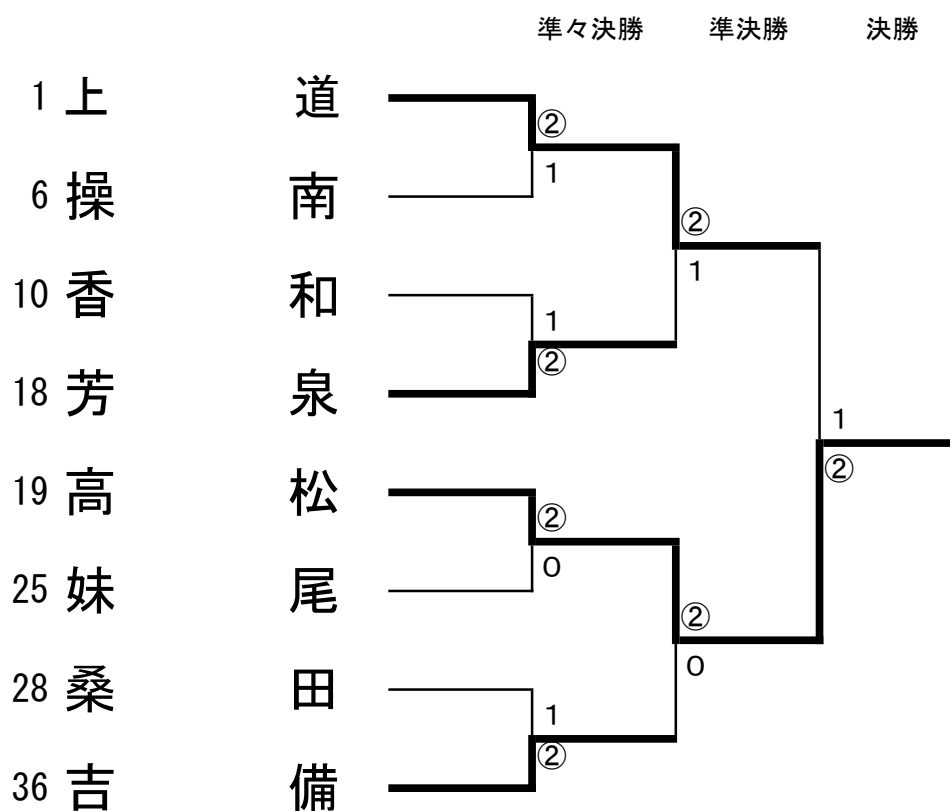 準々決勝 準決勝 決勝
1 上 道
②
1
6 操 南
②
1
10 香 和
1
②
18 芳 泉
1
②
19 高 松
②
0
25 妹 尾
②
0
28 桑 田
1
②
36 吉 備